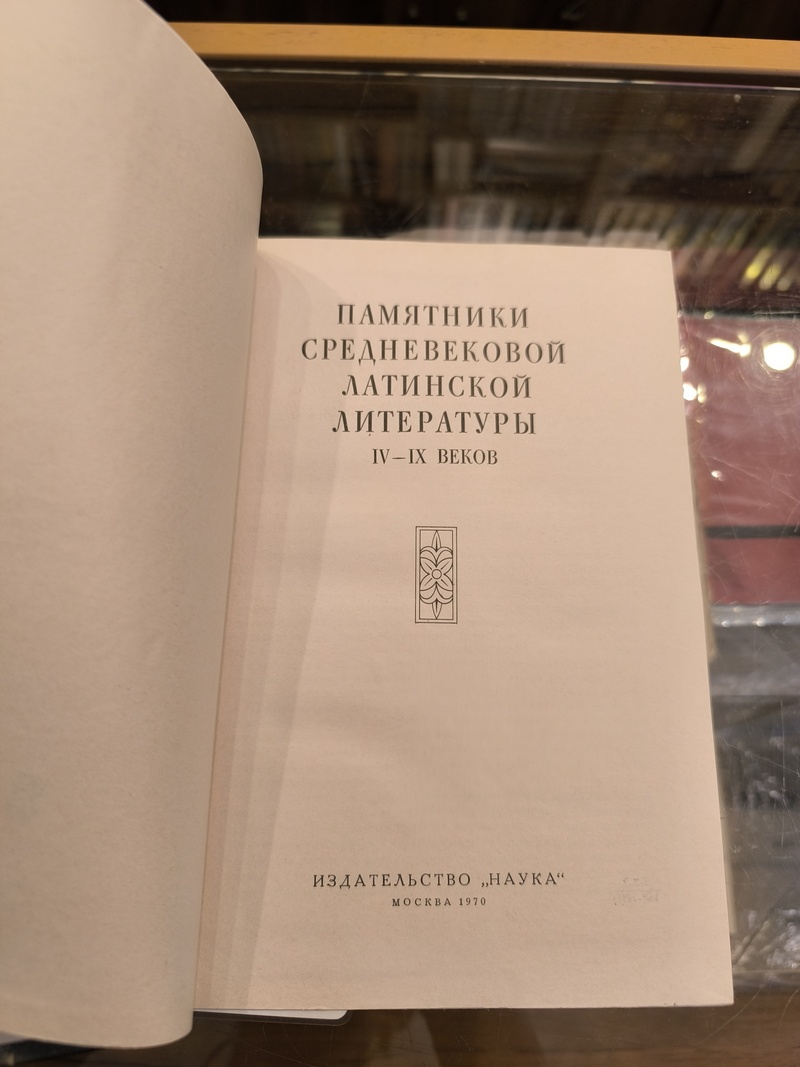 ПАМЯТНИКИ
СРЕДНЕВЕКОВОЙ
ЛАТИНСКОЙ
ЛИТЕРАТУРЫ
IV—IX ВЕКОВ
ИЗДАТЕЛЬСТВО „НАУКА“
МОСКВА 1970